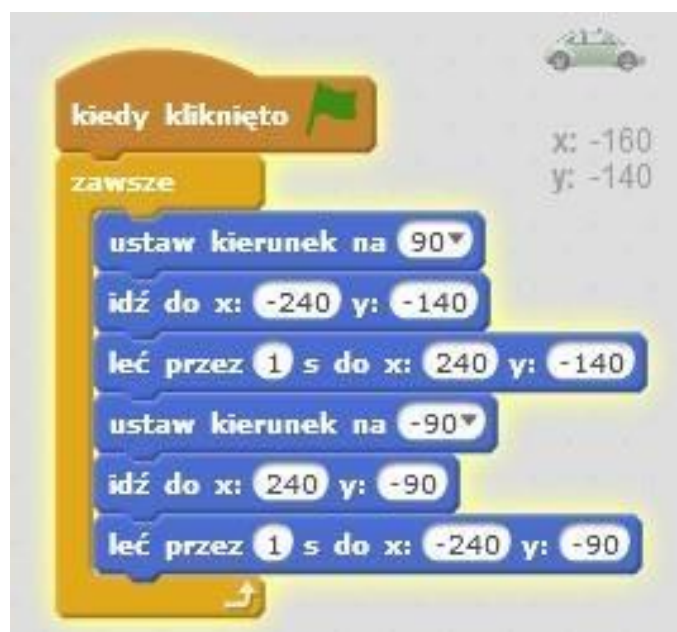 kiedy kliknięto
x: -160
y: -140
zawsze
ustaw kierunek na 90
idź do x: -240 y: -140
leć przez 1 s do x: 240 y: -140
ustaw kierunek na -90
idź do x: 240 y: -90
leć przez 1 s do x: -240 y: -90